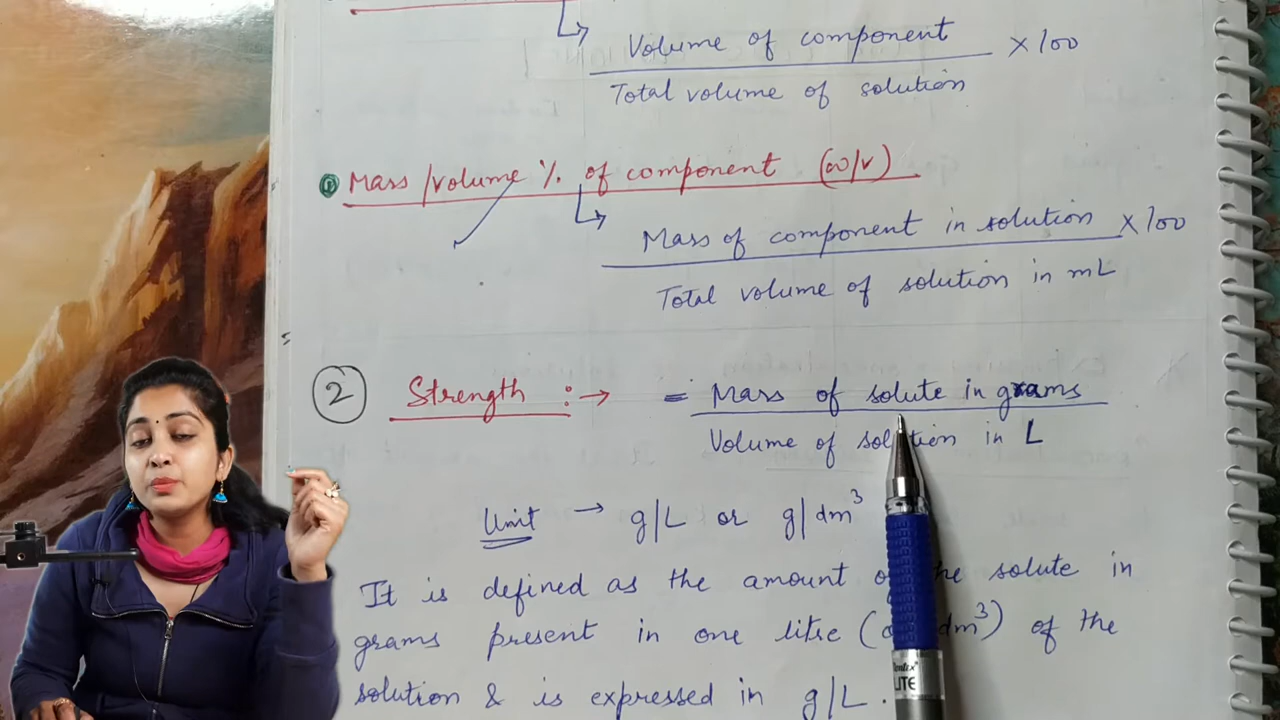 Volume of component × 100
Total volume of solution
Mass/volume % of component (w/v)
Mass of component in solution × 100
Total volume of solution in mL
2 Strength :→ = Mass of solute in grams
Volume of solution in L
Unit → g/L or g/dm³
It is defined as the amount the solute in
grams present in one litre ( dm³) of the
solution & is expressed in g/L.